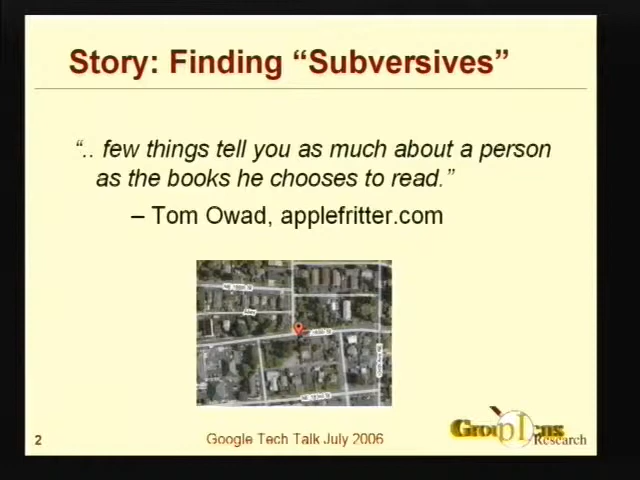 Story: Finding “Subversives”
“.. few things tell you as much about a person
as the books he chooses to read.”
– Tom Owad, applefritter.com
2
Google Tech Talk July 2006
GroupLens
Research